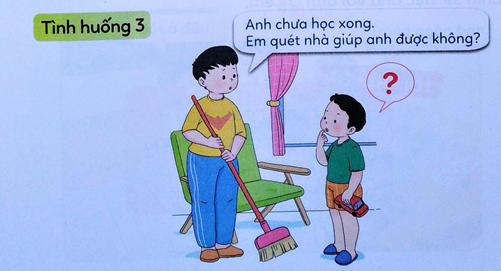 Tình huống 3
Anh chưa học xong.
Em quét nhà giúp anh được không?
?